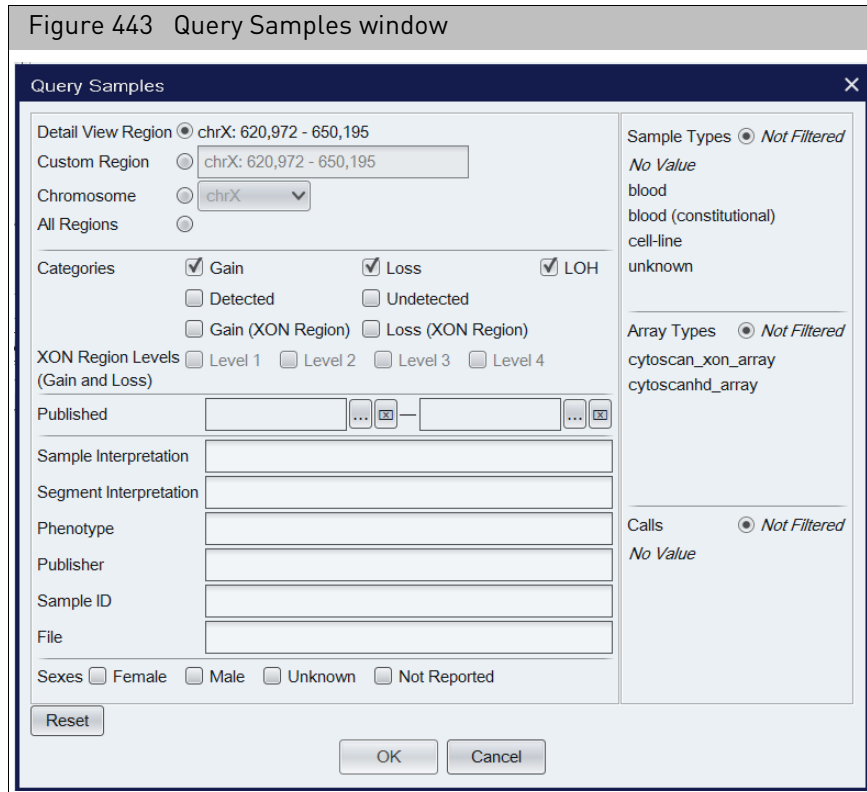 Figure 443 Query Samples window
Query Samples
Detail View Region chrX: 620,972 - 650,195
Custom Region chrX: 620,972 - 650,195
Chromosome chrX
All Regions
Categories Gain Loss LOH
Detected Undetected
Gain (XON Region) Loss (XON Region)
XON Region Levels Level 1 Level 2 Level 3 Level 4
(Gain and Loss)
Published ... — ...
Sample Interpretation
Segment Interpretation
Phenotype
Publisher
Sample ID
File
Sexes Female Male Unknown Not Reported
Reset
OK Cancel
Sample Types Not Filtered
No Value
blood
blood (constitutional)
cell-line
unknown
Array Types Not Filtered
cytoscan_xon_array
cytoscanhd_array
Calls Not Filtered
No Value